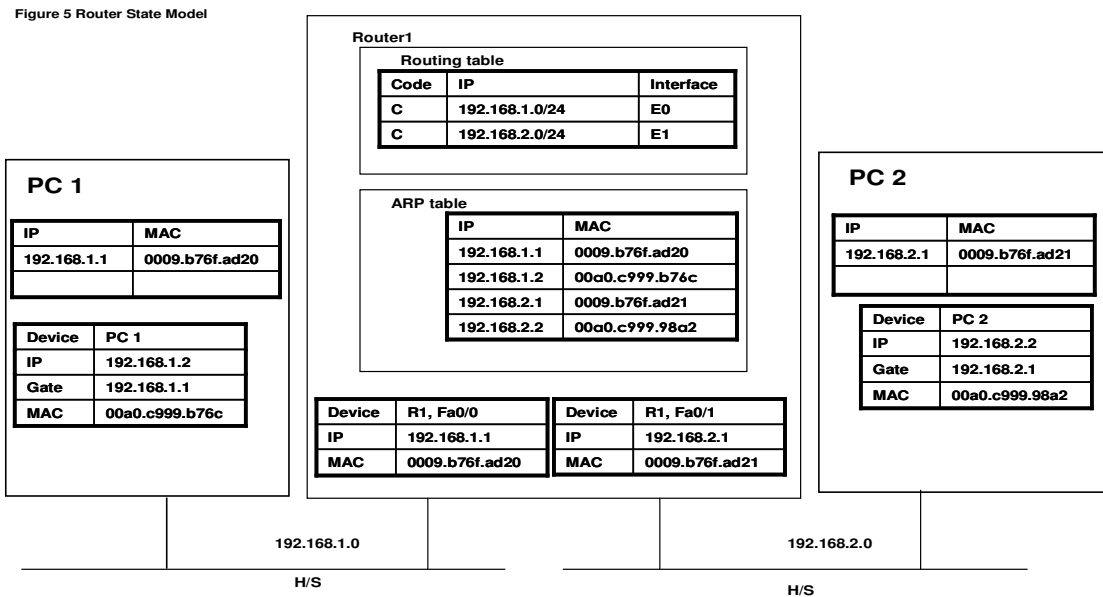 Figure 5 Router State Model
Router1
Routing table
Code IP Interface
C 192.168.1.0/24 E0
C 192.168.2.0/24 E1
PC 1
IP MAC
192.168.1.1 0009.b76f.ad20
Device PC 1
IP 192.168.1.2
Gate 192.168.1.1
MAC 00a0.c999.b76c
ARP table
IP MAC
192.168.1.1 0009.b76f.ad20
192.168.1.2 00a0.c999.b76c
192.168.2.1 0009.b76f.ad21
192.168.2.2 00a0.c999.98a2
Device R1, Fa0/0
IP 192.168.1.1
MAC 0009.b76f.ad20
Device R1, Fa0/1
IP 192.168.2.1
MAC 0009.b76f.ad21
PC 2
IP MAC
192.168.2.1 0009.b76f.ad21
Device PC 2
IP 192.168.2.2
Gate 192.168.2.1
MAC 00a0.c999.98a2
192.168.1.0
H/S
192.168.2.0
H/S